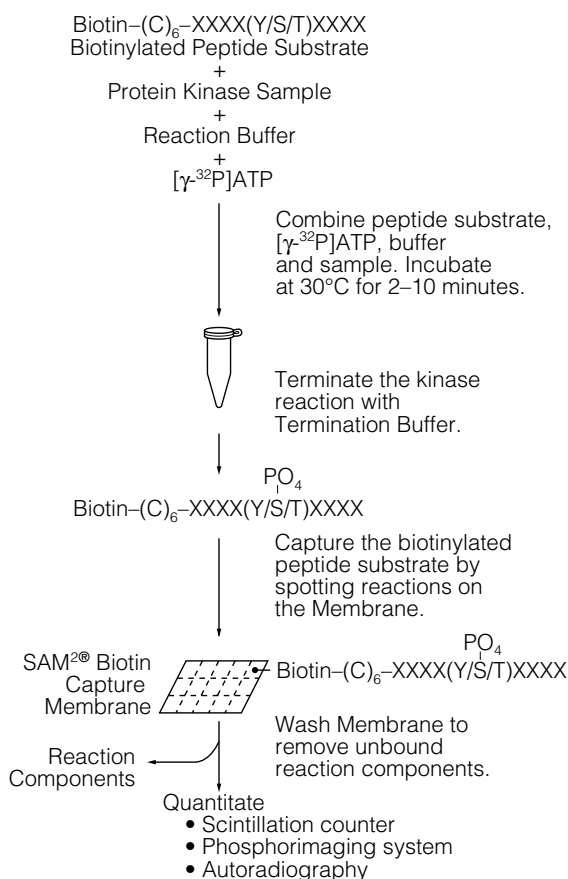 Biotin–(C)₆–XXXX(Y/S/T)XXXX
Biotinylated Peptide Substrate
+
Protein Kinase Sample
+
Reaction Buffer
+
[γ-³²P]ATP
Combine peptide substrate,
[γ-³²P]ATP, buffer
and sample. Incubate
at 30°C for 2–10 minutes.
Terminate the kinase
reaction with
Termination Buffer.
PO₄
Biotin–(C)₆–XXXX(Y/S/T)XXXX
Capture the biotinylated
peptide substrate by
spotting reactions on
the Membrane.
SAM²® Biotin
Capture
Membrane
PO₄
Biotin–(C)₆–XXXX(Y/S/T)XXXX
Wash Membrane to
remove unbound
reaction components.
Reaction
Components
Quantitate
• Scintillation counter
• Phosphorimaging system
• Autoradiography